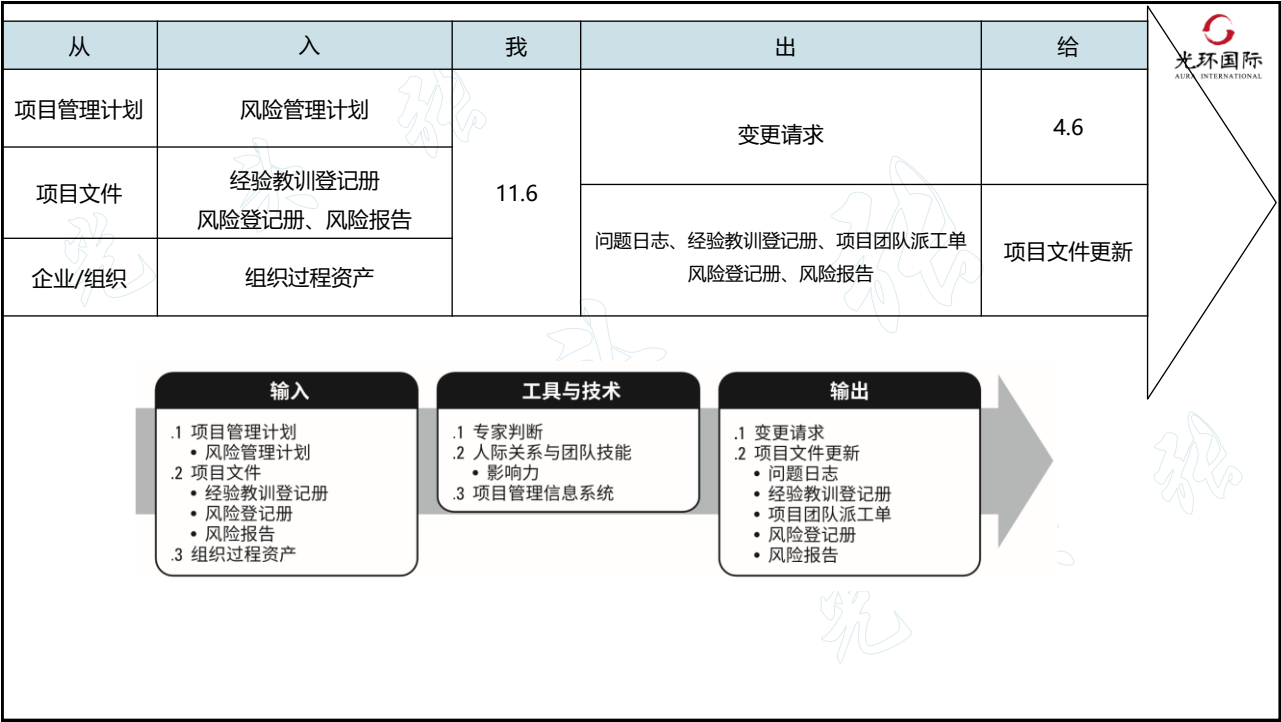 从 入 我 出 给
光环国际
AURA INTERNATIONAL
项目管理计划 风险管理计划
变更请求 4.6
项目文件 经验教训登记册
风险登记册、风险报告
11.6
问题日志、经验教训登记册、项目团队派工单
风险登记册、风险报告
项目文件更新
企业/组织 组织过程资产
输入
.1 项目管理计划
• 风险管理计划
.2 项目文件
• 经验教训登记册
• 风险登记册
• 风险报告
.3 组织过程资产
工具与技术
.1 专家判断
.2 人际关系与团队技能
• 影响力
.3 项目管理信息系统
输出
.1 变更请求
.2 项目文件更新
• 问题日志
• 经验教训登记册
• 项目团队派工单
• 风险登记册
• 风险报告